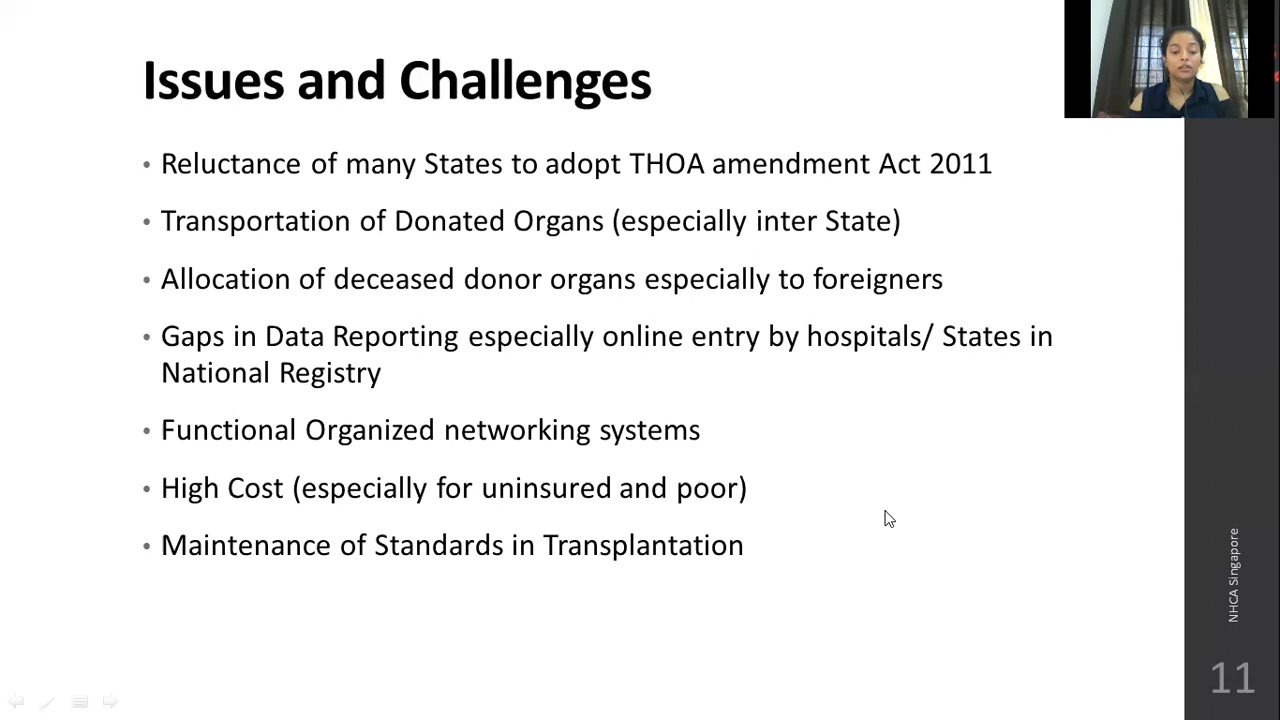 Issues and Challenges
• Reluctance of many States to adopt THOA amendment Act 2011
• Transportation of Donated Organs (especially inter State)
• Allocation of deceased donor organs especially to foreigners
• Gaps in Data Reporting especially online entry by hospitals/ States in
National Registry
• Functional Organized networking systems
• High Cost (especially for uninsured and poor)
• Maintenance of Standards in Transplantation
NHCA Singapore
11